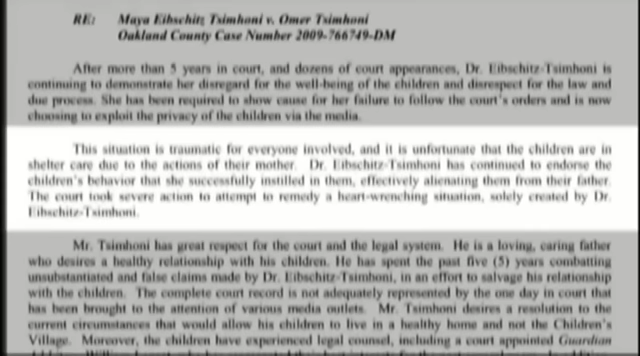 RE: Maya Eibschitz Tsimhoni v. Omer Tsimhoni
Oakland County Case Number 2009-766749-DM
After more than 5 years in court, and dozens of court appearances, Dr. Eibschitz-Tsimhoni is
continuing to demonstrate her disregard for the well-being of the children and disrespect for the law and
due process. She has been required to show cause for her failure to follow the court's orders and is now
choosing to exploit the privacy of the children via the media.
This situation is traumatic for everyone involved, and it is unfortunate that the children are in
shelter care due to the actions of their mother. Dr. Eibschitz-Tsimhoni has continued to endorse the
children's behavior that she successfully instilled in them, effectively alienating them from their father.
The court took severe action to attempt to remedy a heart-wrenching situation, solely created by Dr.
Eibschitz-Tsimhoni.
Mr. Tsimhoni has great respect for the court and the legal system. He is a loving, caring father
who desires a healthy relationship with his children. He has spent the past five (5) years combatting
unsubstantiated and false claims made by Dr. Eibschitz-Tsimhoni, in an effort to salvage his relationship
with the children. The complete court record is not adequately represented by the one day in court that
has been brought to the attention of various media outlets. Mr. Tsimhoni desires a resolution to the
current circumstances that would allow his children to live in a healthy home and not the Children's
Village. Moreover, the children have experienced legal counsel, including a court appointed Guardian